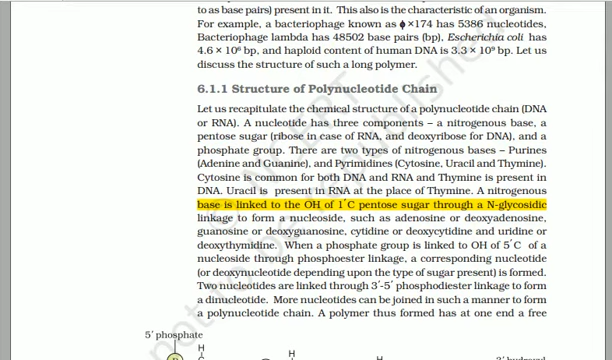 to as base pairs) present in it. This also is the characteristic of an organism.
For example, a bacteriophage known as ϕ×174 has 5386 nucleotides,
Bacteriophage lambda has 48502 base pairs (bp), Escherichia coli has
4.6 × 10⁶ bp, and haploid content of human DNA is 3.3 × 10⁹ bp. Let us
discuss the structure of such a long polymer.
6.1.1 Structure of Polynucleotide Chain
Let us recapitulate the chemical structure of a polynucleotide chain (DNA
or RNA). A nucleotide has three components – a nitrogenous base, a
pentose sugar (ribose in case of RNA, and deoxyribose for DNA), and a
phosphate group. There are two types of nitrogenous bases – Purines
(Adenine and Guanine), and Pyrimidines (Cytosine, Uracil and Thymine).
Cytosine is common for both DNA and RNA and Thymine is present in
DNA. Uracil is present in RNA at the place of Thymine. A nitrogenous
base is linked to the OH of 1′C pentose sugar through a N-glycosidic
linkage to form a nucleoside, such as adenosine or deoxyadenosine,
guanosine or deoxyguanosine, cytidine or deoxycytidine and uridine or
deoxythymidine. When a phosphate group is linked to OH of 5′C of a
nucleoside through phosphoester linkage, a corresponding nucleotide
(or deoxynucleotide depending upon the type of sugar present) is formed.
Two nucleotides are linked through 3′-5′ phosphodiester linkage to form
a dinucleotide. More nucleotides can be joined in such a manner to form
a polynucleotide chain. A polymer thus formed has at one end a free
5′ phosphate
H
H
H